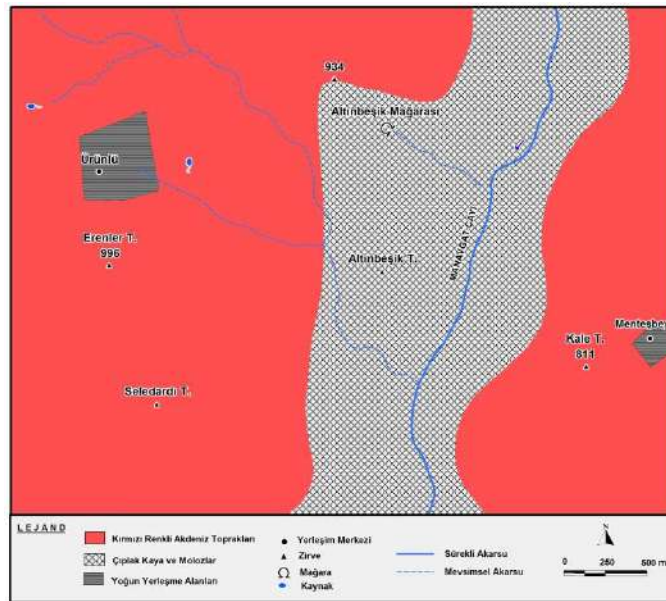 934
Altınbeşik Mağarası
Ürünlü
Erenler T.
996
Altınbeşik T.
MANAVGAT ÇAYI
Menteşbey
Kale T.
811
Seledardı T.
LEJAND
Kırmızı Renkli Akdeniz Toprakları
Çıplak Kaya ve Molozlar
Yoğun Yerleşme Alanları
Yerleşim Merkezi
Zirve
Mağara
Kaynak
Sürekli Akarsu
Mevsimsel Akarsu
N
0 250 500 m